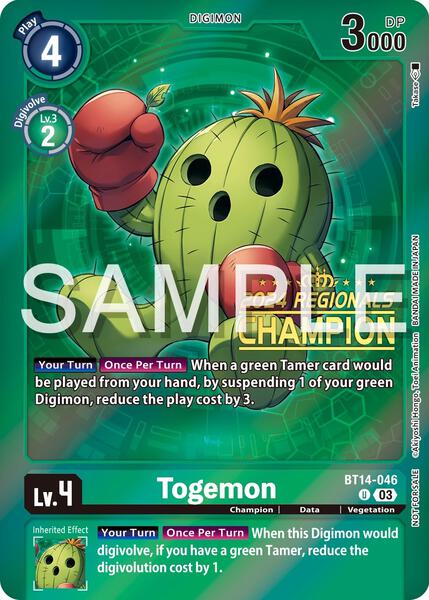 Play
4
DIGIMON
3000
DP
Digivolve
Lv.3
2
Takase
SAMPLE
2024 REGIONALS
CHAMPION
Your Turn Once Per Turn When a green Tamer card would
be played from your hand, by suspending 1 of your green
Digimon, reduce the play cost by 3.
©Akiyoshi Hongo, Toei Animation BANDAI MADE IN JAPAN
NOT FOR SALE
Lv.4
Togemon
BT14-046
U 03
Champion Data Vegetation
Inherited Effect
Your Turn Once Per Turn When this Digimon would
digivolve, if you have a green Tamer, reduce the
digivolution cost by 1.